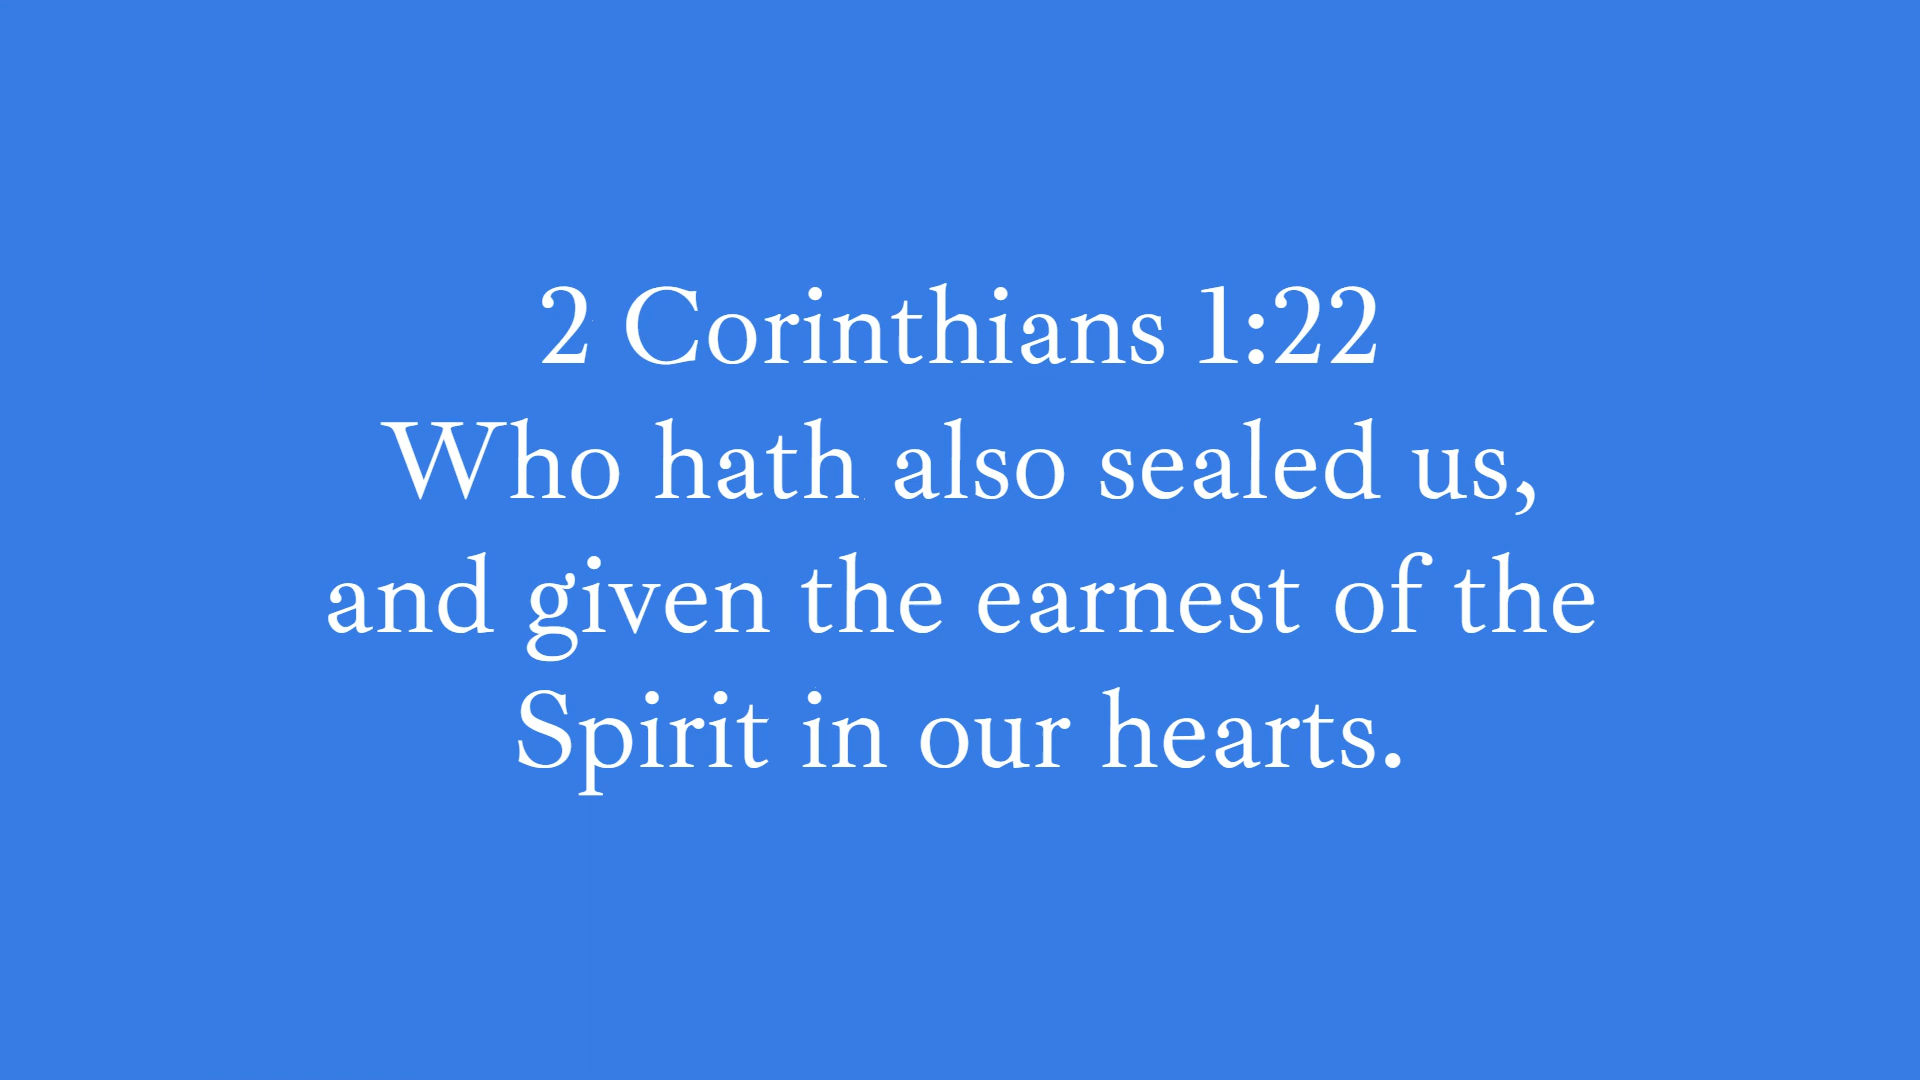 2 Corinthians 1:22
Who hath also sealed us,
and given the earnest of the
Spirit in our hearts.